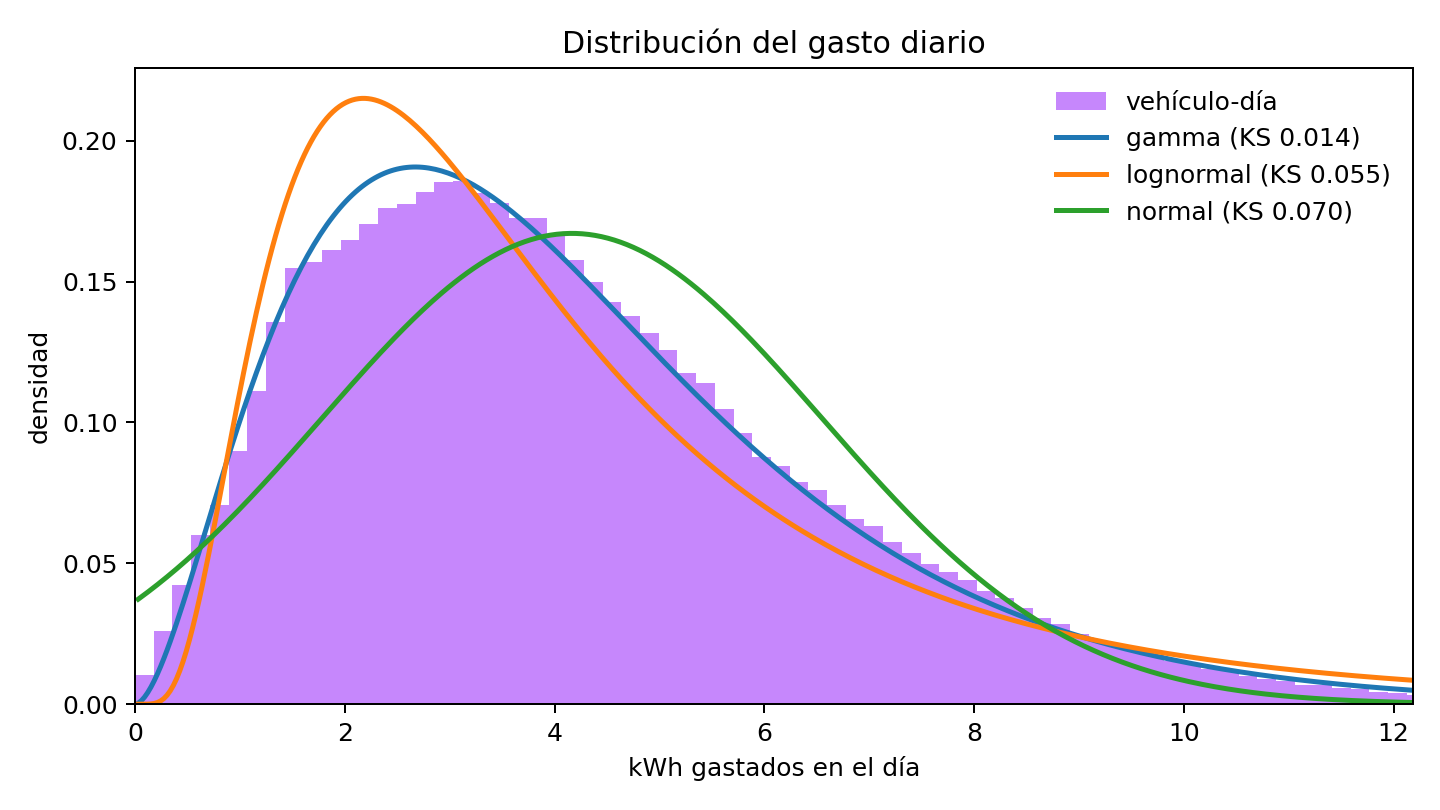 Distribución del gasto diario
vehículo-día
gamma (KS 0.014)
lognormal (KS 0.055)
normal (KS 0.070)
densidad
0.20
0.15
0.10
0.05
0.00
0 2 4 6 8 10 12
kWh gastados en el día